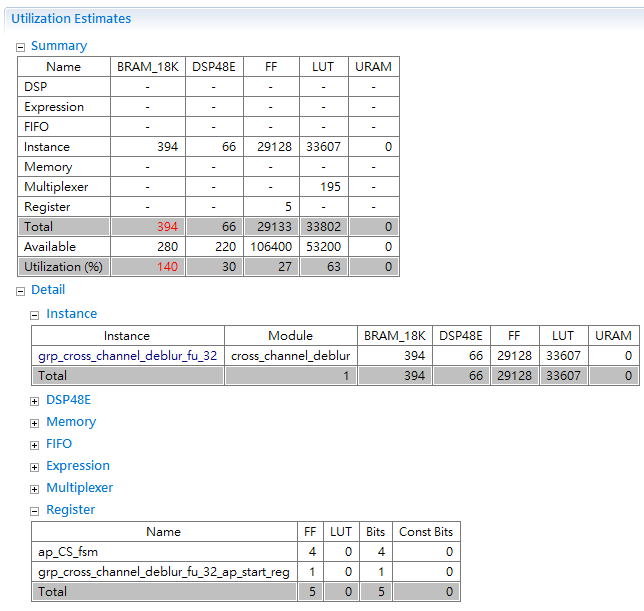 Utilization Estimates
Summary
Name BRAM_18K DSP48E FF LUT URAM
DSP - - - - -
Expression - - - - -
FIFO - - - - -
Instance 394 66 29128 33607 0
Memory - - - - -
Multiplexer - - - 195 -
Register - - 5 - -
Total 394 66 29133 33802 0
Available 280 220 106400 53200 0
Utilization (%) 140 30 27 63 0
Detail
Instance
Instance Module BRAM_18K DSP48E FF LUT URAM
grp_cross_channel_deblur_fu_32 cross_channel_deblur 394 66 29128 33607 0
Total 1 394 66 29128 33607 0
DSP48E
Memory
FIFO
Expression
Multiplexer
Register
Name FF LUT Bits Const Bits
ap_CS_fsm 4 0 4 0
grp_cross_channel_deblur_fu_32_ap_start_reg 1 0 1 0
Total 5 0 5 0